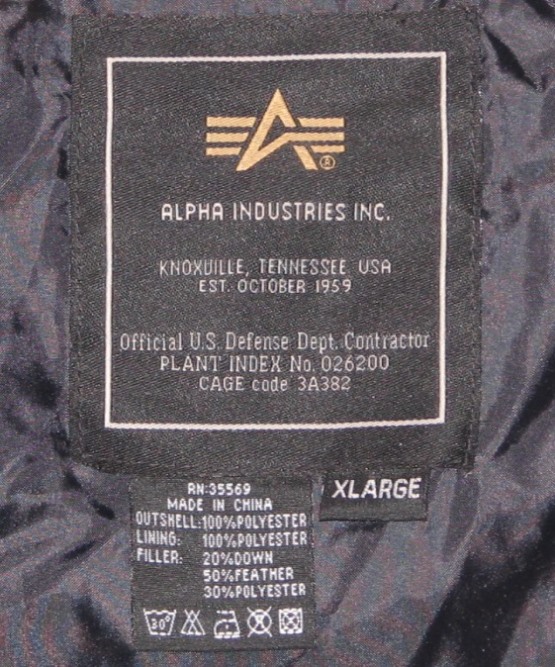 ALPHA INDUSTRIES INC.
KNOXVILLE, TENNESSEE USA
EST. OCTOBER 1959
Official U.S. Defense Dept. Contractor
PLANT INDEX No. 026200
CAGE code 3A382
XLARGE
RN:35569
MADE IN CHINA
OUTSHELL:100%POLYESTER
LINING: 100%POLYESTER
FILLER: 20%DOWN
50%FEATHER
30%POLYESTER
30°